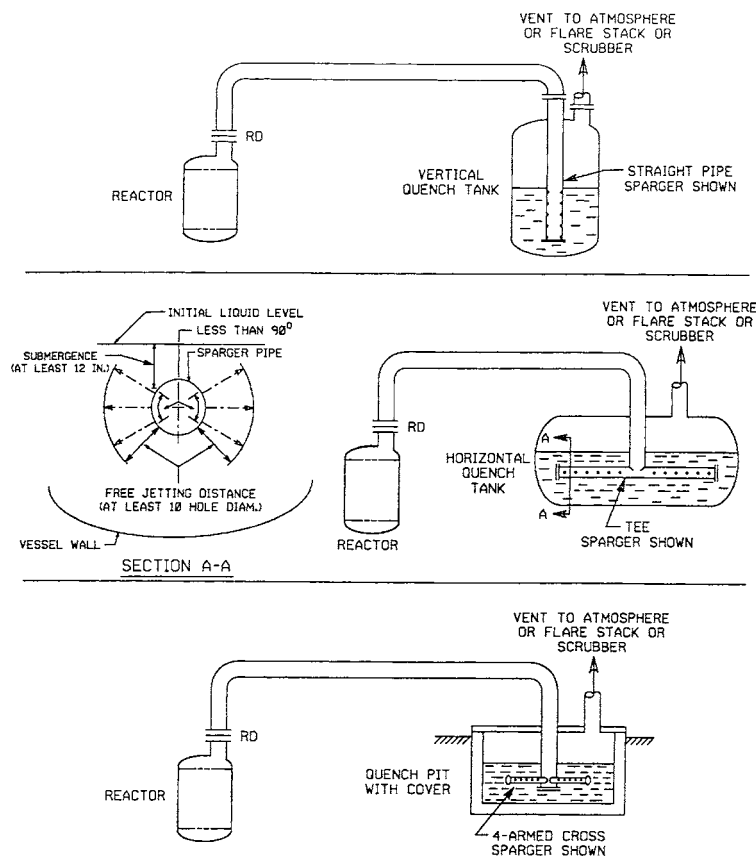 VENT TO ATMOSPHERE
OR FLARE STACK OR
SCRUBBER
RD
REACTOR
VERTICAL
QUENCH TANK
STRAIGHT PIPE
SPARGER SHOWN
INITIAL LIQUID LEVEL
LESS THAN 90°
SUBMERGENCE
(AT LEAST 12 IN.)
SPARGER PIPE
FREE JETTING DISTANCE
(AT LEAST 10 HOLE DIAM.)
VESSEL WALL
SECTION A-A
VENT TO ATMOSPHERE
OR FLARE STACK OR
SCRUBBER
RD
REACTOR
HORIZONTAL
QUENCH
TANK
A
A
TEE
SPARGER SHOWN
VENT TO ATMOSPHERE
OR FLARE STACK OR
SCRUBBER
RD
REACTOR
QUENCH PIT
WITH COVER
4-ARMED CROSS
SPARGER SHOWN